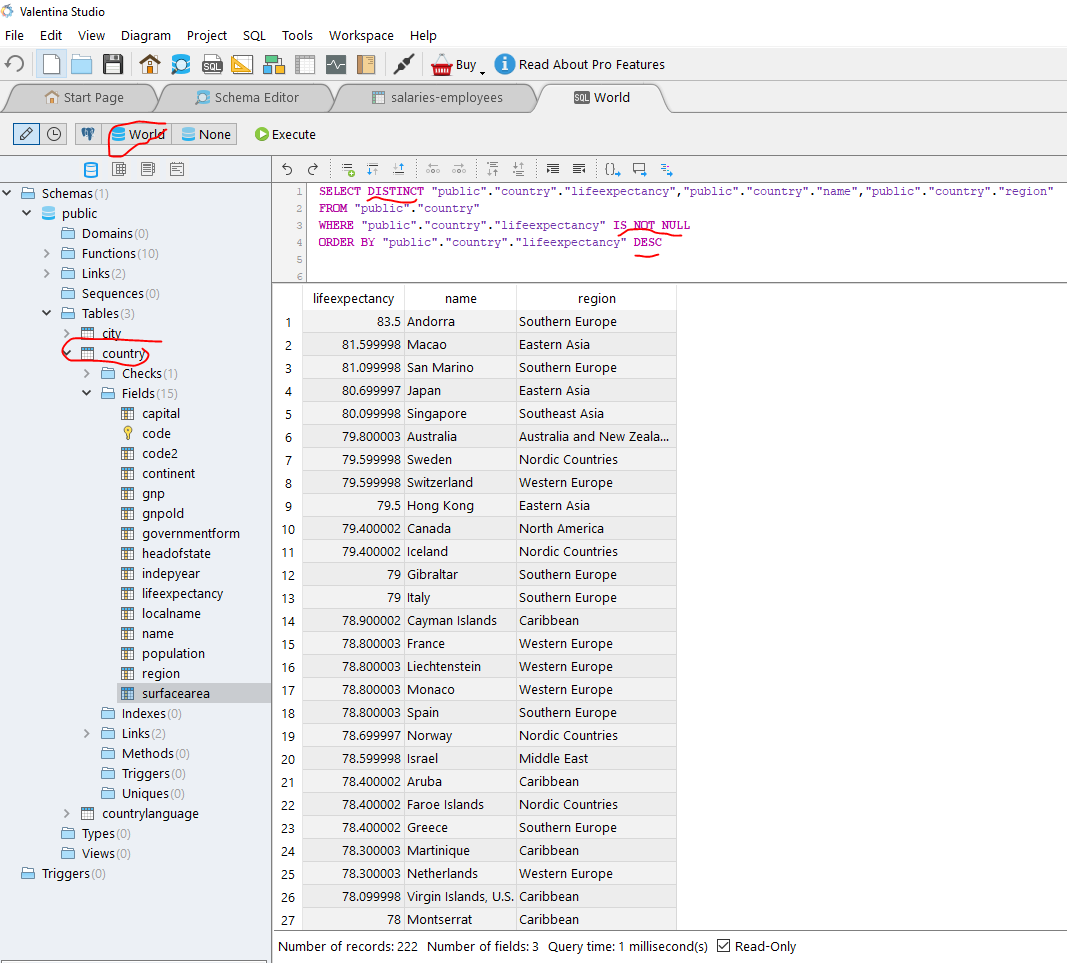 Valentina Studio
File Edit View Diagram Project SQL Tools Workspace Help
SQL Buy Read About Pro Features
Start Page Schema Editor salaries-employees SQL World
World None Execute
Schemas (1)
public
Domains (0)
Functions (10)
Links (2)
Sequences (0)
Tables (3)
city
country
Checks (1)
Fields (15)
capital
code
code2
continent
gnp
gnpold
governmentform
headofstate
indepyear
lifeexpectancy
localname
name
population
region
surfacearea
Indexes (0)
Links (2)
Methods (0)
Triggers (0)
Uniques (0)
countrylanguage
Types (0)
Views (0)
Triggers (0)
1 SELECT DISTINCT "public"."country"."lifeexpectancy","public"."country"."name","public"."country"."region"
2 FROM "public"."country"
3 WHERE "public"."country"."lifeexpectancy" IS NOT NULL
4 ORDER BY "public"."country"."lifeexpectancy" DESC
5
6
lifeexpectancy name region
1 83.5 Andorra Southern Europe
2 81.599998 Macao Eastern Asia
3 81.099998 San Marino Southern Europe
4 80.699997 Japan Eastern Asia
5 80.099998 Singapore Southeast Asia
6 79.800003 Australia Australia and New Zeala...
7 79.599998 Sweden Nordic Countries
8 79.599998 Switzerland Western Europe
9 79.5 Hong Kong Eastern Asia
10 79.400002 Canada North America
11 79.400002 Iceland Nordic Countries
12 79 Gibraltar Southern Europe
13 79 Italy Southern Europe
14 78.900002 Cayman Islands Caribbean
15 78.800003 France Western Europe
16 78.800003 Liechtenstein Western Europe
17 78.800003 Monaco Western Europe
18 78.800003 Spain Southern Europe
19 78.699997 Norway Nordic Countries
20 78.599998 Israel Middle East
21 78.400002 Aruba Caribbean
22 78.400002 Faroe Islands Nordic Countries
23 78.400002 Greece Southern Europe
24 78.300003 Martinique Caribbean
25 78.300003 Netherlands Western Europe
26 78.099998 Virgin Islands, U.S. Caribbean
27 78 Montserrat Caribbean
Number of records: 222 Number of fields: 3 Query time: 1 millisecond(s) Read-Only